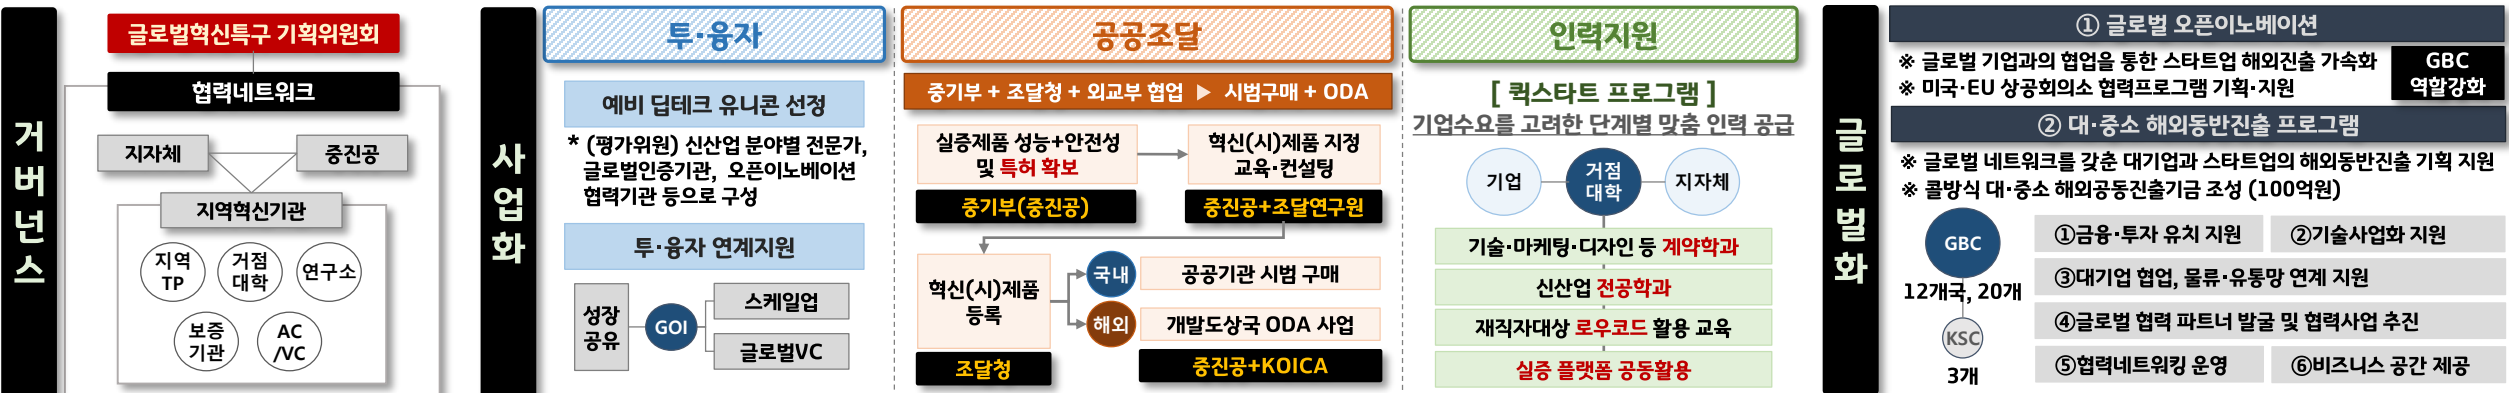 거버넌스
글로벌혁신특구 기획위원회
협력네트워크
지자체
중진공
지역혁신기관
지역
TP
거점
대학
연구소
보증
기관
AC
/VC
사업화
투·융자
예비 딥테크 유니콘 선정
* (평가위원) 신산업 분야별 전문가,
글로벌인증기관, 오픈이노베이션
협력기관 등으로 구성
투·융자 연계지원
성장
공유
GOI
스케일업
글로벌VC
공공조달
중기부 + 조달청 + 외교부 협업 ▶ 시범구매 + ODA
실증제품 성능+안전성
및 특허 확보
중기부(중진공)
혁신(시)제품 지정
교육·컨설팅
중진공+조달연구원
혁신(시)제품
등록
조달청
국내
공공기관 시범 구매
해외
개발도상국 ODA 사업
중진공+KOICA
인력지원
[ 퀵스타트 프로그램 ]
기업수요를 고려한 단계별 맞춤 인력 공급
기업
거점
대학
지자체
기술·마케팅·디자인 등 계약학과
신산업 전공학과
재직자대상 로우코드 활용 교육
실증 플랫폼 공동활용
글로벌화
① 글로벌 오픈이노베이션
※ 글로벌 기업과의 협업을 통한 스타트업 해외진출 가속화
※ 미국·EU 상공회의소 협력프로그램 기획·지원
GBC
역할강화
② 대·중소 해외동반진출 프로그램
※ 글로벌 네트워크를 갖춘 대기업과 스타트업의 해외동반진출 기획 지원
※ 콜방식 대·중소 해외공동진출기금 조성 (100억원)
GBC
12개국, 20개
KSC
3개
①금융·투자 유치 지원
②기술사업화 지원
③대기업 협업, 물류·유통망 연계 지원
④글로벌 협력 파트너 발굴 및 협력사업 추진
⑤협력네트워킹 운영
⑥비즈니스 공간 제공